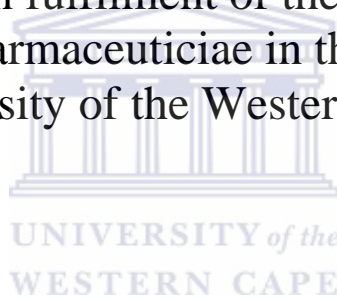 fulfilment of the
armaceuticiae in th
sity of the Wester
UNIVERSITY of the
WESTERN CAPE